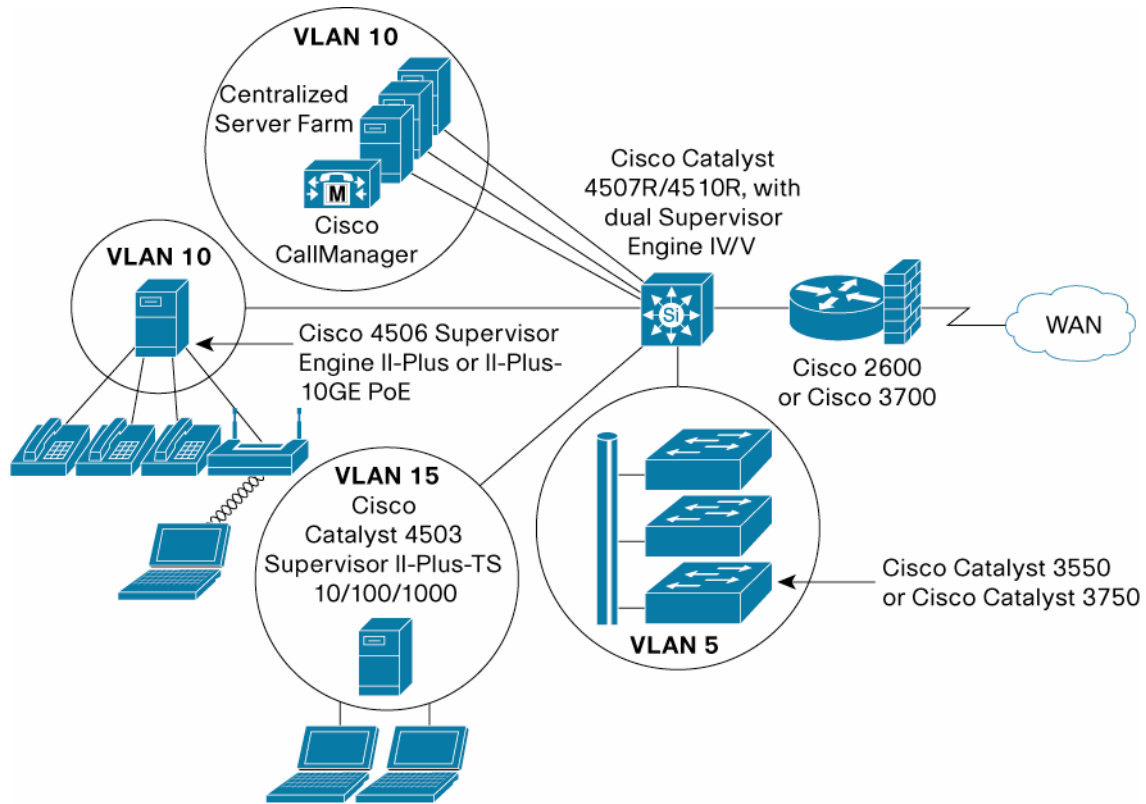 VLAN 10
Centralized
Server Farm
M
Cisco
CallManager
Cisco Catalyst
4507R/4510R, with
dual Supervisor
Engine IV/V
VLAN 10
Si
WAN
Cisco 4506 Supervisor
Engine II-Plus or II-Plus-
10GE PoE
Cisco 2600
or Cisco 3700
VLAN 15
Cisco
Catalyst 4503
Supervisor II-Plus-TS
10/100/1000
Cisco Catalyst 3550
or Cisco Catalyst 3750
VLAN 5